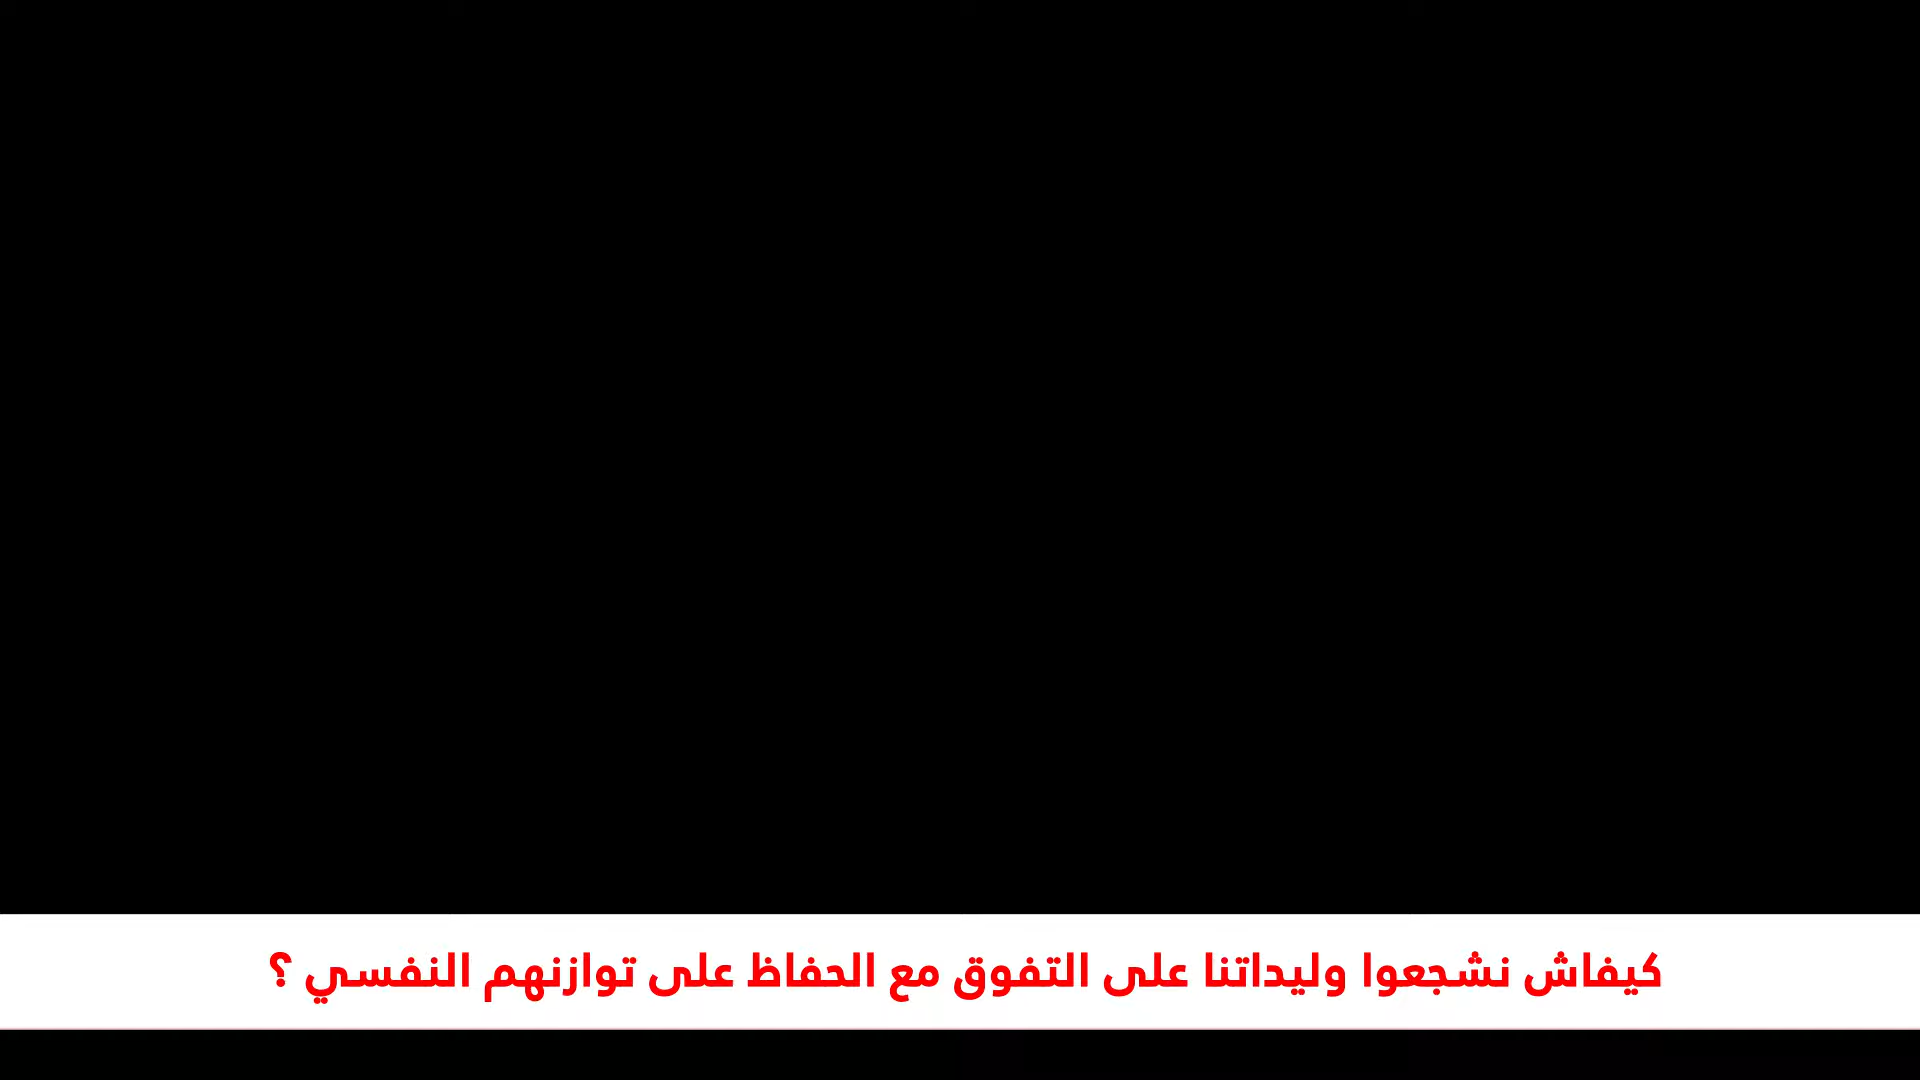 كيفاش نشجعوا وليداتنا على التفوق مع الحفاظ على توازنهم النفسي ؟